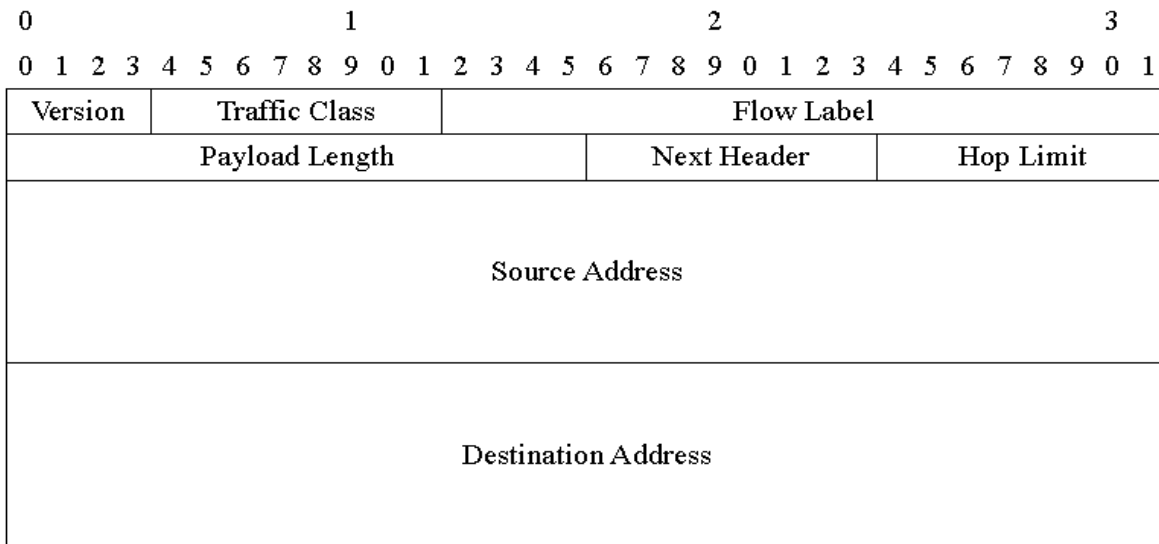 0 1 2 3
0 1 2 3 4 5 6 7 8 9 0 1 2 3 4 5 6 7 8 9 0 1 2 3 4 5 6 7 8 9 0 1
Version Traffic Class Flow Label
Payload Length Next Header Hop Limit
Source Address
Destination Address